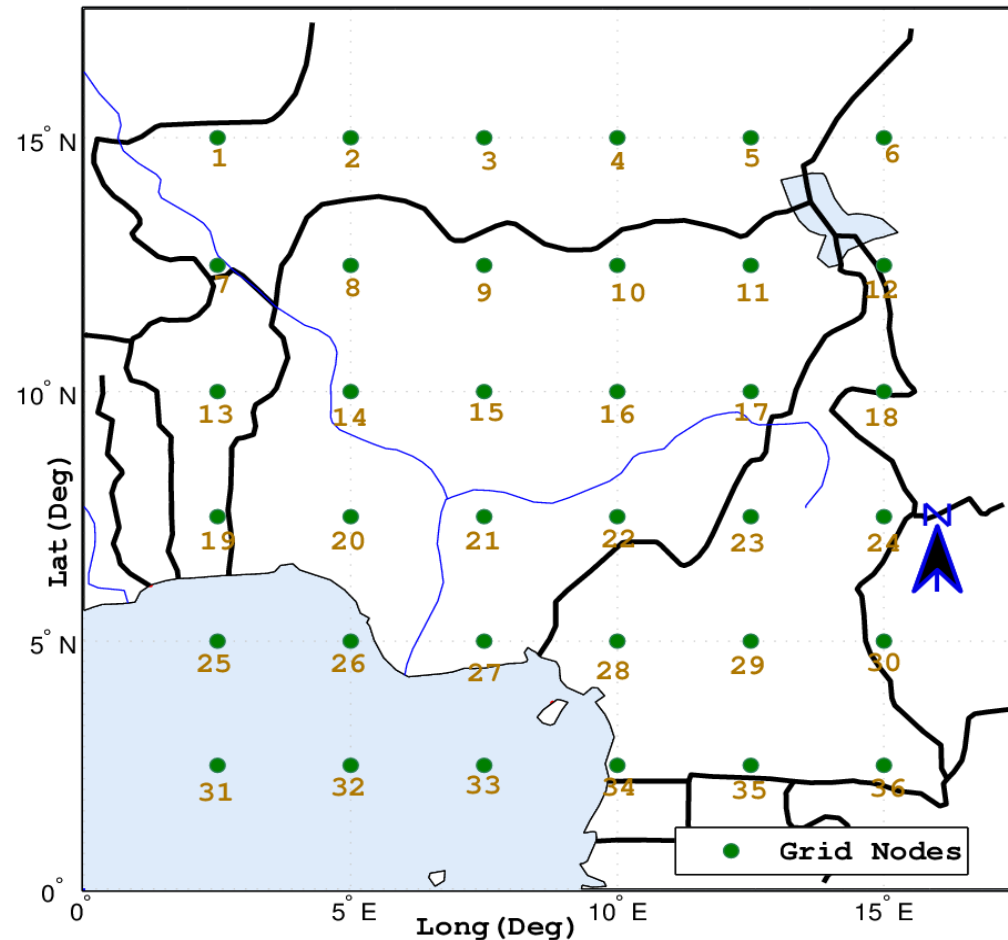 15° N
1 2 3 4 5 6
7 8 9 10 11 12
10° N
13 14 15 16 17 18
Lat(Deg)
19 20 21 22 23 24
5° N
25 26 27 28 29 30
31 32 33 34 35 36
Grid Nodes
0°
0° 5° E 10° E 15° E
Long(Deg)